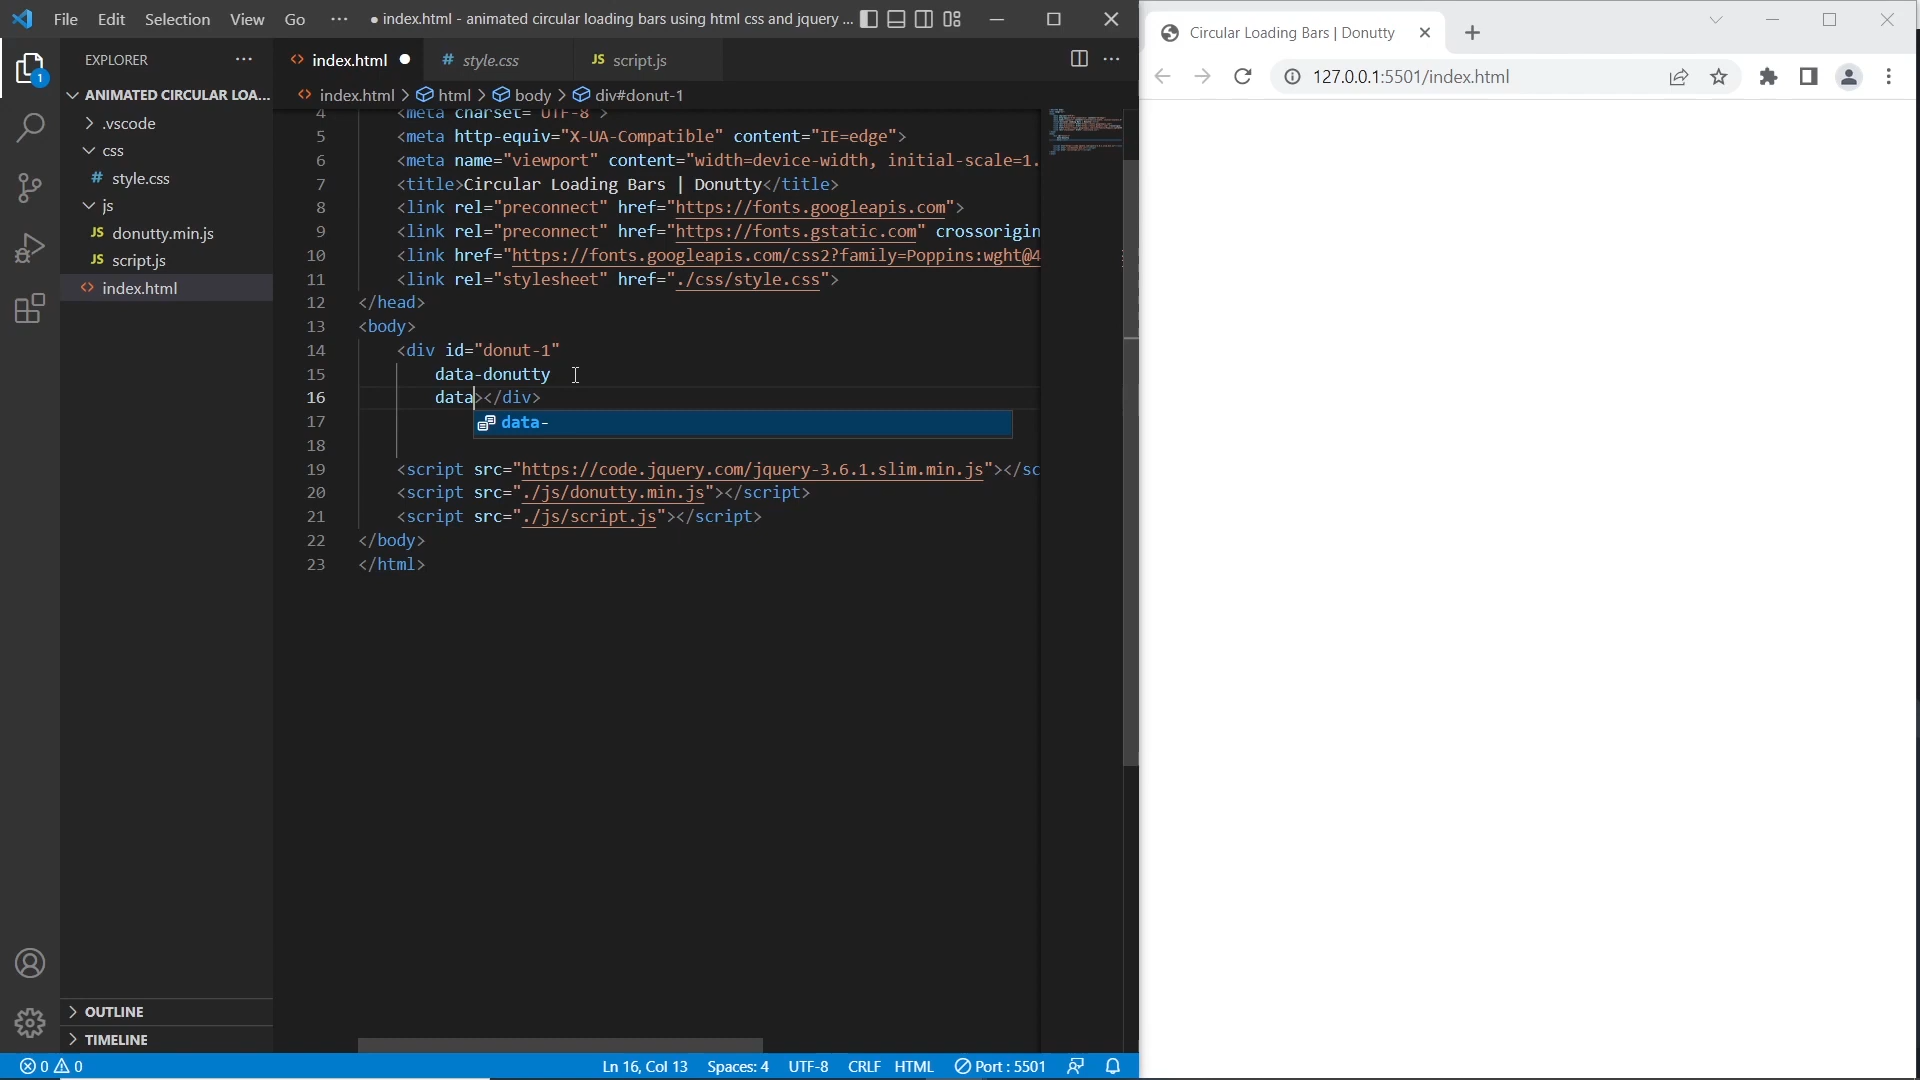 File Edit Selection View Go ··· ● index.html - animated circular loading bars using html css and jquery ...
EXPLORER ···
ANIMATED CIRCULAR LOA...
.vscode
css
# style.css
js
JS donutty.min.js
JS script.js
<> index.html
OUTLINE
TIMELINE
1
<> index.html ● # style.css JS script.js ···
<> index.html > html > body > div#donut-1
4 <meta charset="UTF-8">
5 <meta http-equiv="X-UA-Compatible" content="IE=edge">
6 <meta name="viewport" content="width=device-width, initial-scale=1.
7 <title>Circular Loading Bars | Donutty</title>
8 <link rel="preconnect" href="https://fonts.googleapis.com">
9 <link rel="preconnect" href="https://fonts.gstatic.com" crossorigin
10 <link href="https://fonts.googleapis.com/css2?family=Poppins:wght@4
11 <link rel="stylesheet" href="./css/style.css">
12 </head>
13 <body>
14 <div id="donut-1"
15 data-donutty
16 data></div>
data-
17
18
19 <script src="https://code.jquery.com/jquery-3.6.1.slim.min.js"></sc
20 <script src="./js/donutty.min.js"></script>
21 <script src="./js/script.js"></script>
22 </body>
23 </html>
0 0 Ln 16, Col 13 Spaces: 4 UTF-8 CRLF HTML Port : 5501
Circular Loading Bars | Donutty
127.0.0.1:5501/index.html